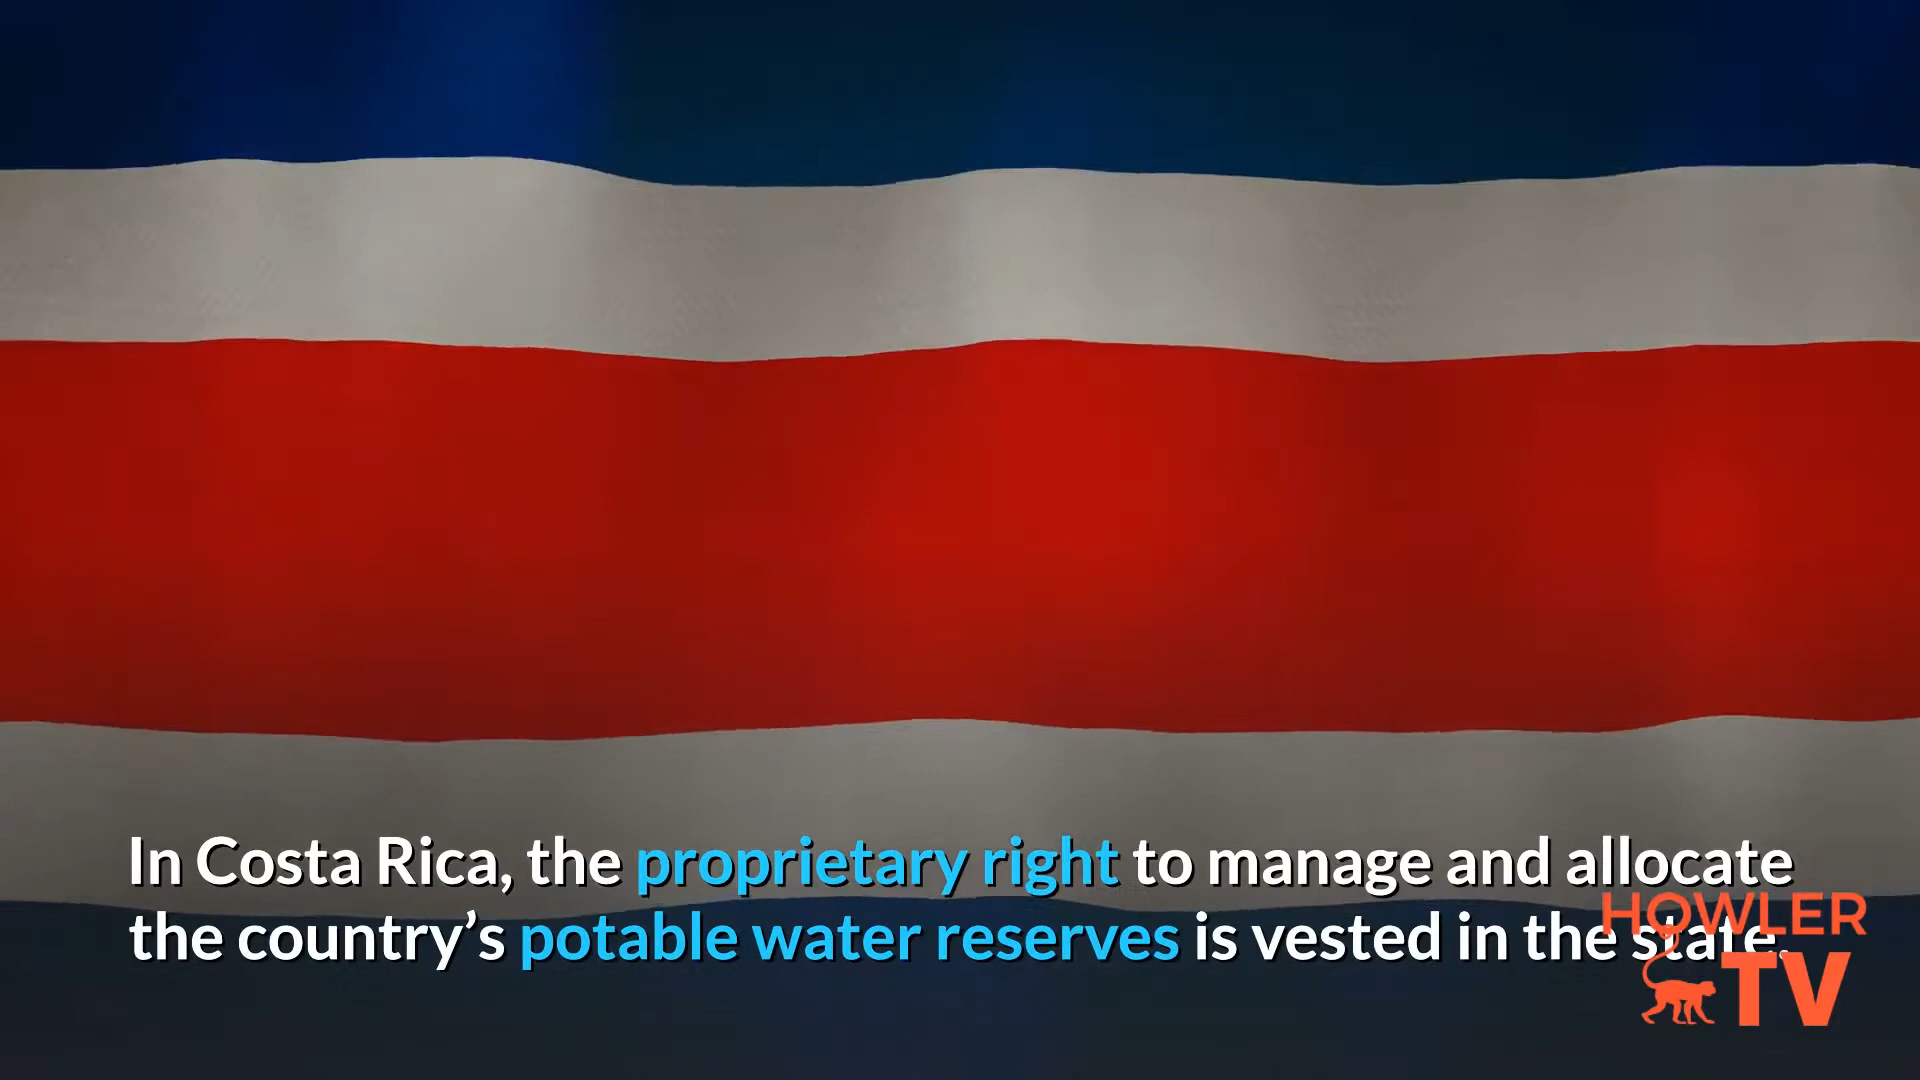 In Costa Rica, the proprietary right to manage and allocate
the country’s potable water reserves is vested in the state.
HOWLER
TV